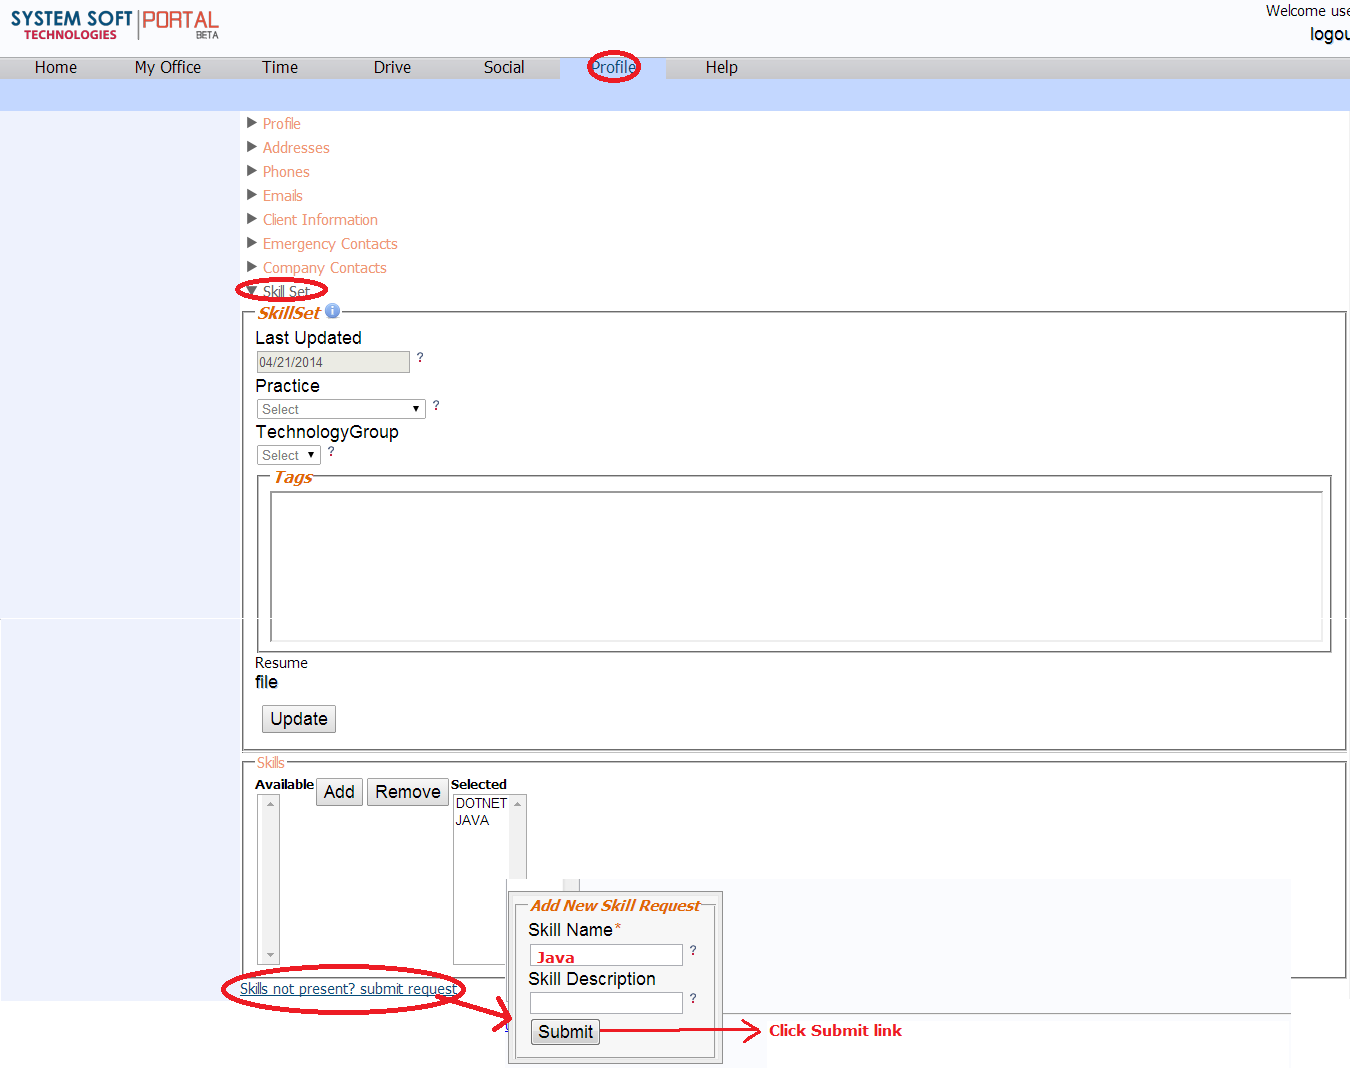 SYSTEM SOFT PORTAL
TECHNOLOGIES BETA
Welcome use
logou
Home My Office Time Drive Social Profile Help
Profile
Addresses
Phones
Emails
Client Information
Emergency Contacts
Company Contacts
Skill Set
SkillSet
Last Updated
04/21/2014 ?
Practice
Select ?
TechnologyGroup
Select ?
Tags
Resume
file
Update
Skills
Available Add Remove Selected
DOTNET
JAVA
Add New Skill Request
Skill Name*
Java ?
Skill Description
?
Skills not present? submit request
Submit Click Submit link